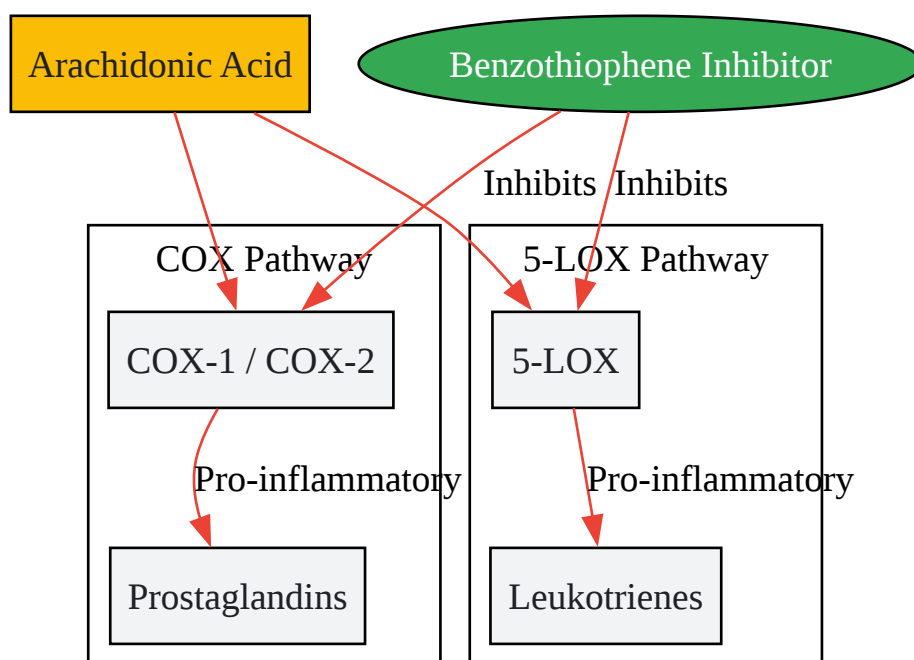 Arachidonic Acid
Benzothiophene Inhibitor
Inhibits
Inhibits
COX Pathway
5-LOX Pathway
COX-1 / COX-2
5-LOX
Pro-inflammatory
Pro-inflammatory
Prostaglandins
Leukotrienes